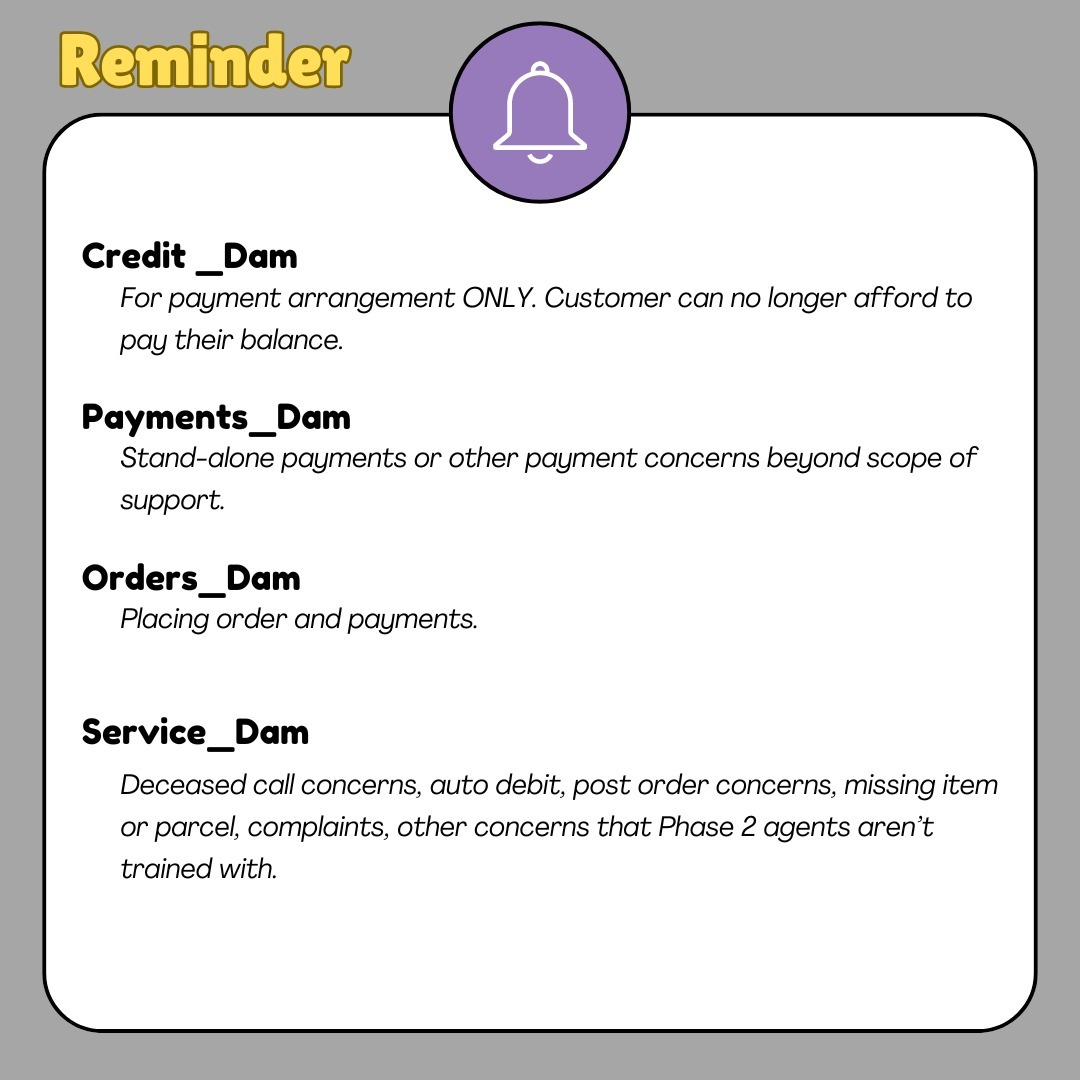 Reminder
Credit _Dam
For payment arrangement ONLY. Customer can no longer afford to
pay their balance.
Payments_Dam
Stand-alone payments or other payment concerns beyond scope of
support.
Orders_Dam
Placing order and payments.
Service_Dam
Deceased call concerns, auto debit, post order concerns, missing item
or parcel, complaints, other concerns that Phase 2 agents aren’t
trained with.